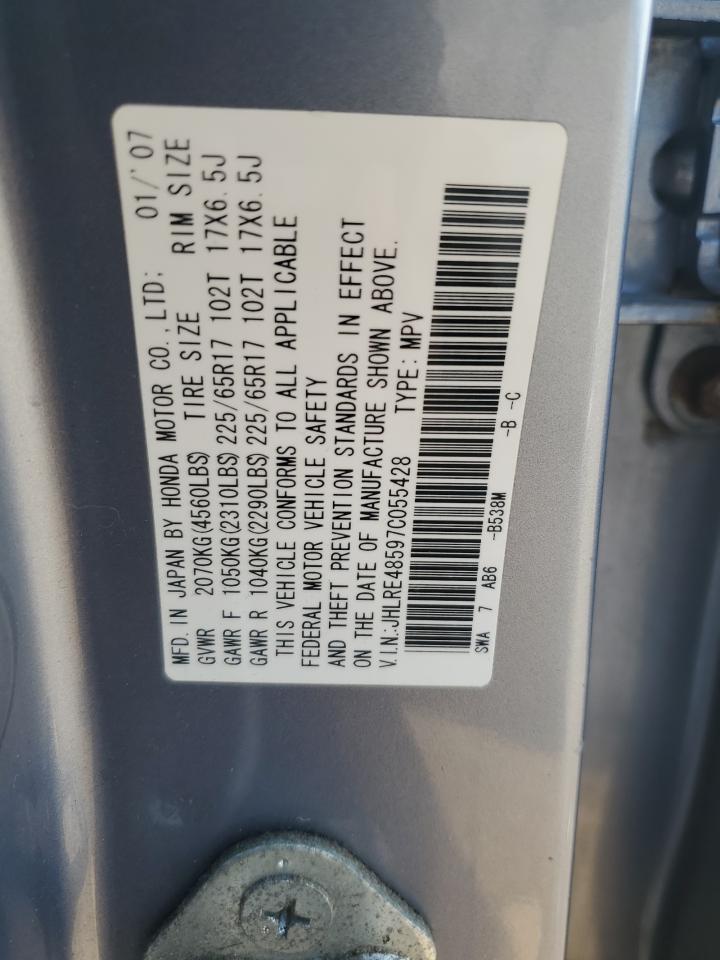 MFD. IN JAPAN BY HONDA MOTOR CO., LTD: 01/'07
GVWR 2070KG(4560LBS) TIRE SIZE RIM SIZE
GAWR F 1050KG(2310LBS) 225/65R17 102T 17X6.5J
GAWR R 1040KG(2290LBS) 225/65R17 102T 17X6.5J
THIS VEHICLE CONFORMS TO ALL APPLICABLE
FEDERAL MOTOR VEHICLE SAFETY
AND THEFT PREVENTION STANDARDS IN EFFECT
ON THE DATE OF MANUFACTURE SHOWN ABOVE.
V.I.N.:JHLRE48597C055428 TYPE: MPV
SWA 7 AB6 -B538M -B -C